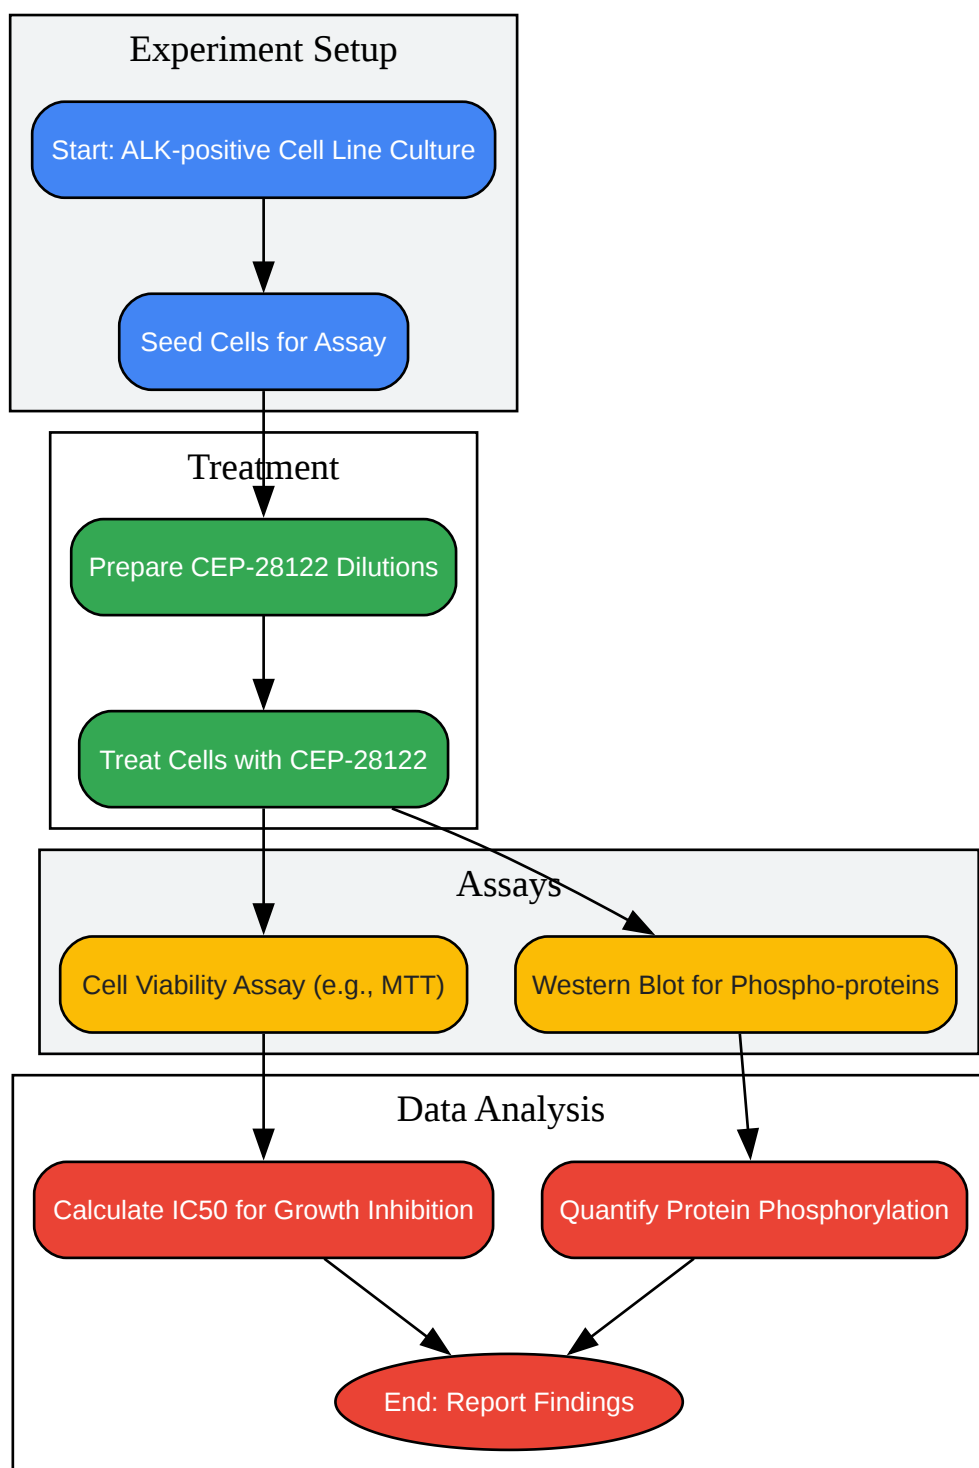 Experiment Setup
Start: ALK-positive Cell Line Culture
Seed Cells for Assay
Treatment
Prepare CEP-28122 Dilutions
Treat Cells with CEP-28122
Assays
Cell Viability Assay (e.g., MTT)
Western Blot for Phospho-proteins
Data Analysis
Calculate IC50 for Growth Inhibition
Quantify Protein Phosphorylation
End: Report Findings